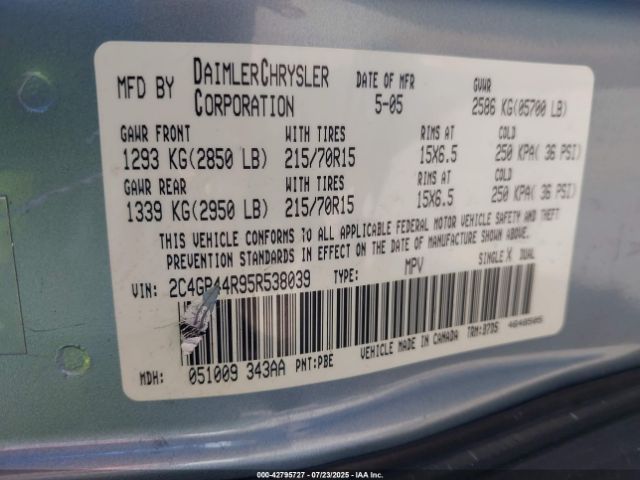 MFD BY DAIMLERCHRYSLER CORPORATION DATE OF MFR 5-05 GVWR 2586 KG(05700 LB)
GAWR FRONT WITH TIRES RIMS AT COLD
1293 KG(2850 LB) 215/70R15 15X6.5 250 KPA( 36 PSI)
GAWR REAR WITH TIRES RIMS AT COLD
1339 KG(2950 LB) 215/70R15 15X6.5 250 KPA( 36 PSI)
THIS VEHICLE CONFORMS TO ALL APPLICABLE FEDERAL MOTOR VEHICLE SAFETY AND THEFT
PREVENTION STANDARDS IN EFFECT ON THE DATE OF MANUFACTURE SHOWN ABOVE.
VIN: 2C4GP44R95R538039 TYPE: MPV SINGLE X DUAL
MDH: 051009 343AA PNT:PBE VEHICLE MADE IN CANADA TRM:D7D5 4648505
000-42795727 - 07/23/2025 - IAA, Inc.